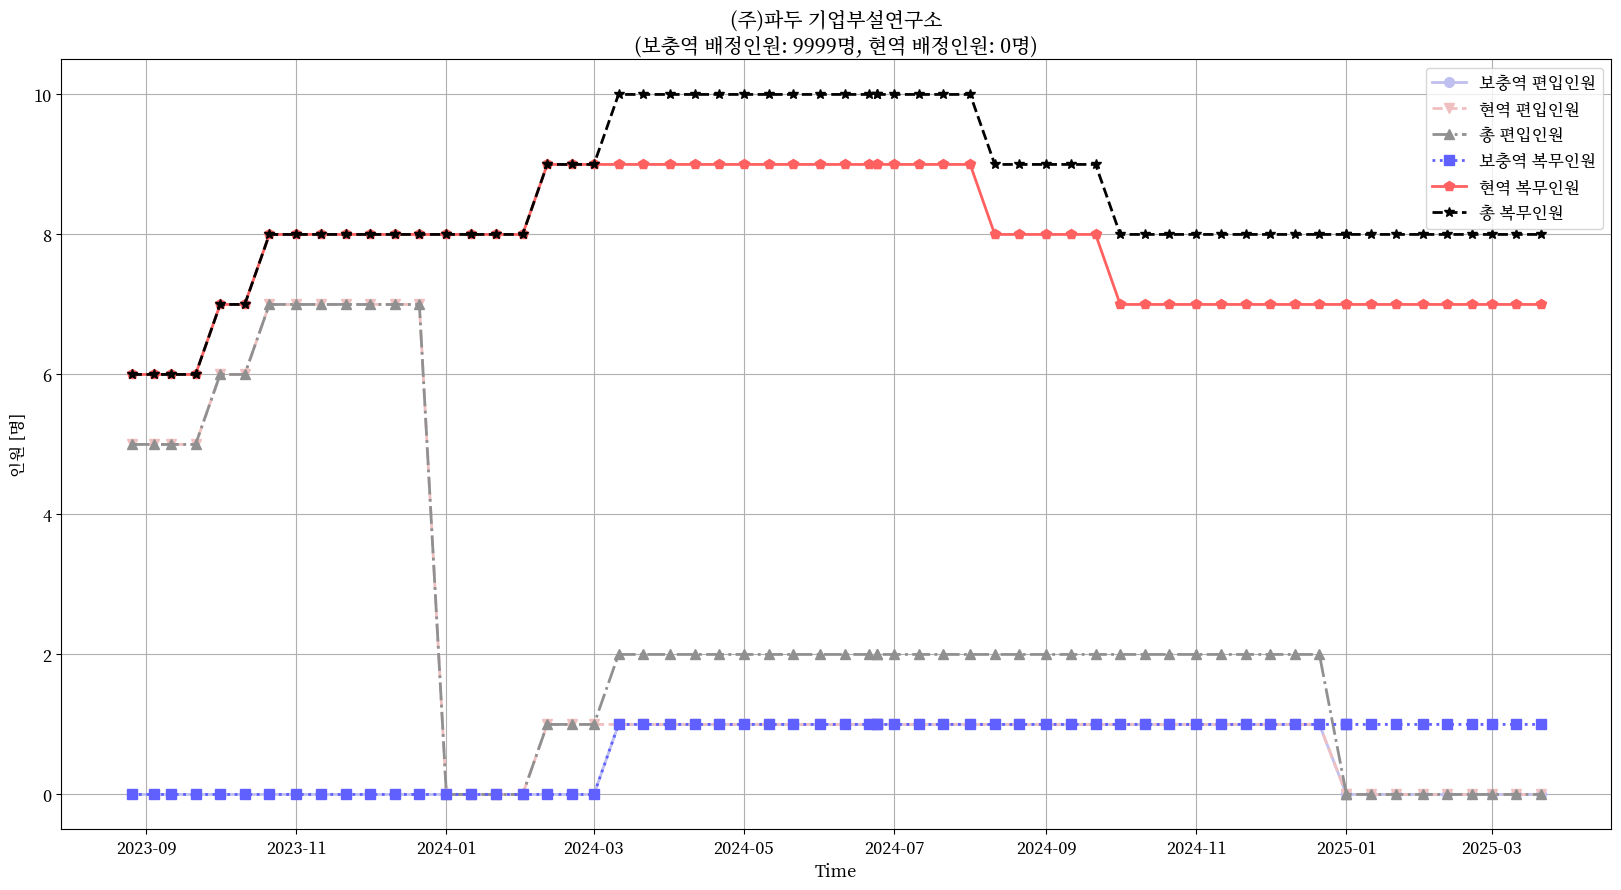 (주)파두 기업부설연구소
(보충역 배정인원: 9999명, 현역 배정인원: 0명)
보충역 편입인원
현역 편입인원
총 편입인원
보충역 복무인원
현역 복무인원
총 복무인원
10
8
6
4
2
0
인원 [명]
2023-09
2023-11
2024-01
2024-03
2024-05
2024-07
2024-09
2024-11
2025-01
2025-03
Time